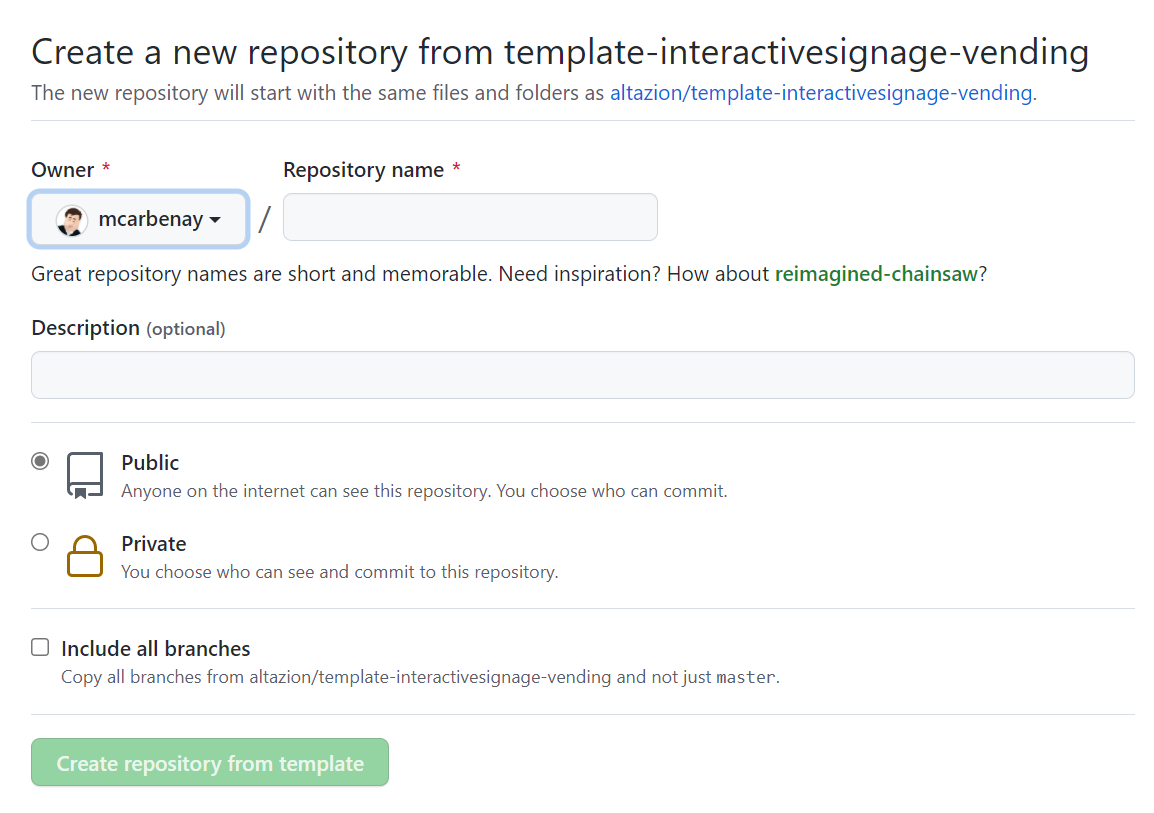 Create a new repository from template-interactivesignage-vending
The new repository will start with the same files and folders as altazion/template-interactivesignage-vending.
Owner * Repository name *
mcarbenay /
Great repository names are short and memorable. Need inspiration? How about reimagined-chainsaw?
Description (optional)
Public
Anyone on the internet can see this repository. You choose who can commit.
Private
You choose who can see and commit to this repository.
Include all branches
Copy all branches from altazion/template-interactivesignage-vending and not just master.
Create repository from template